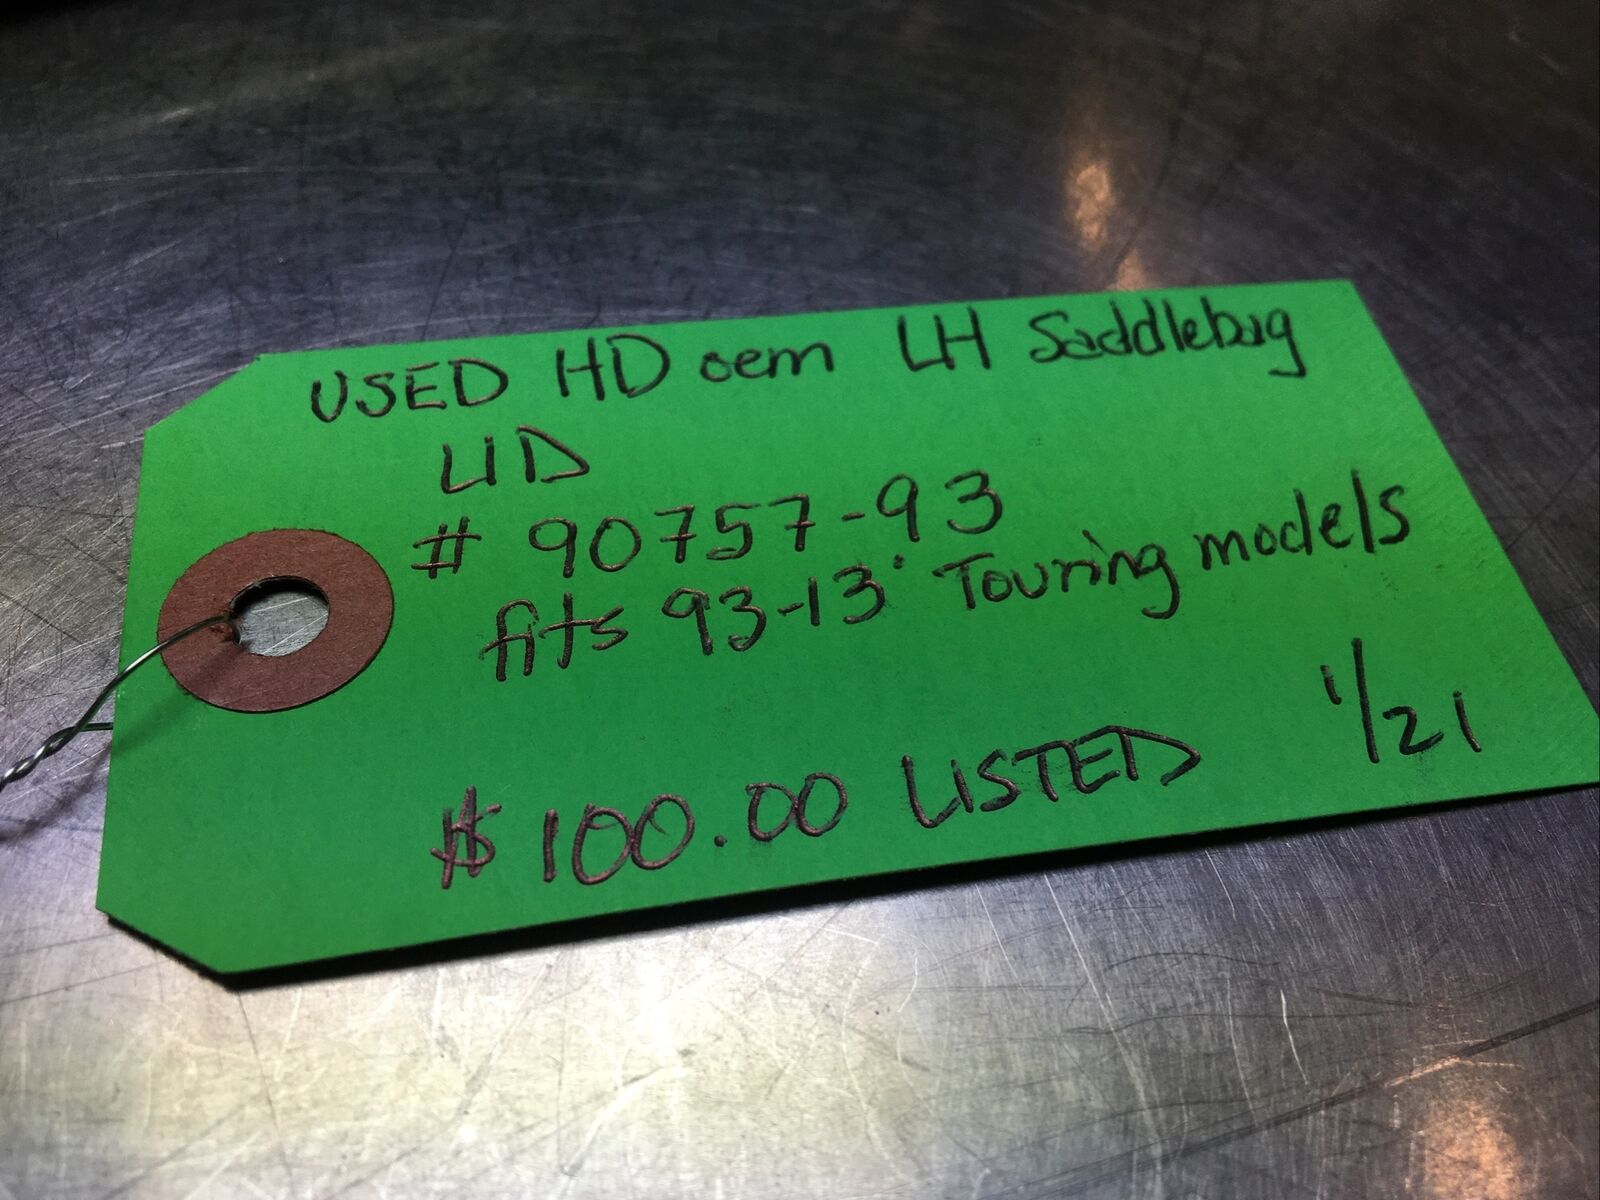 USED HD oem LH Saddlebag
LID
# 90757-93
fits 93-13' Touring models
1/21
$100.00 LISTED